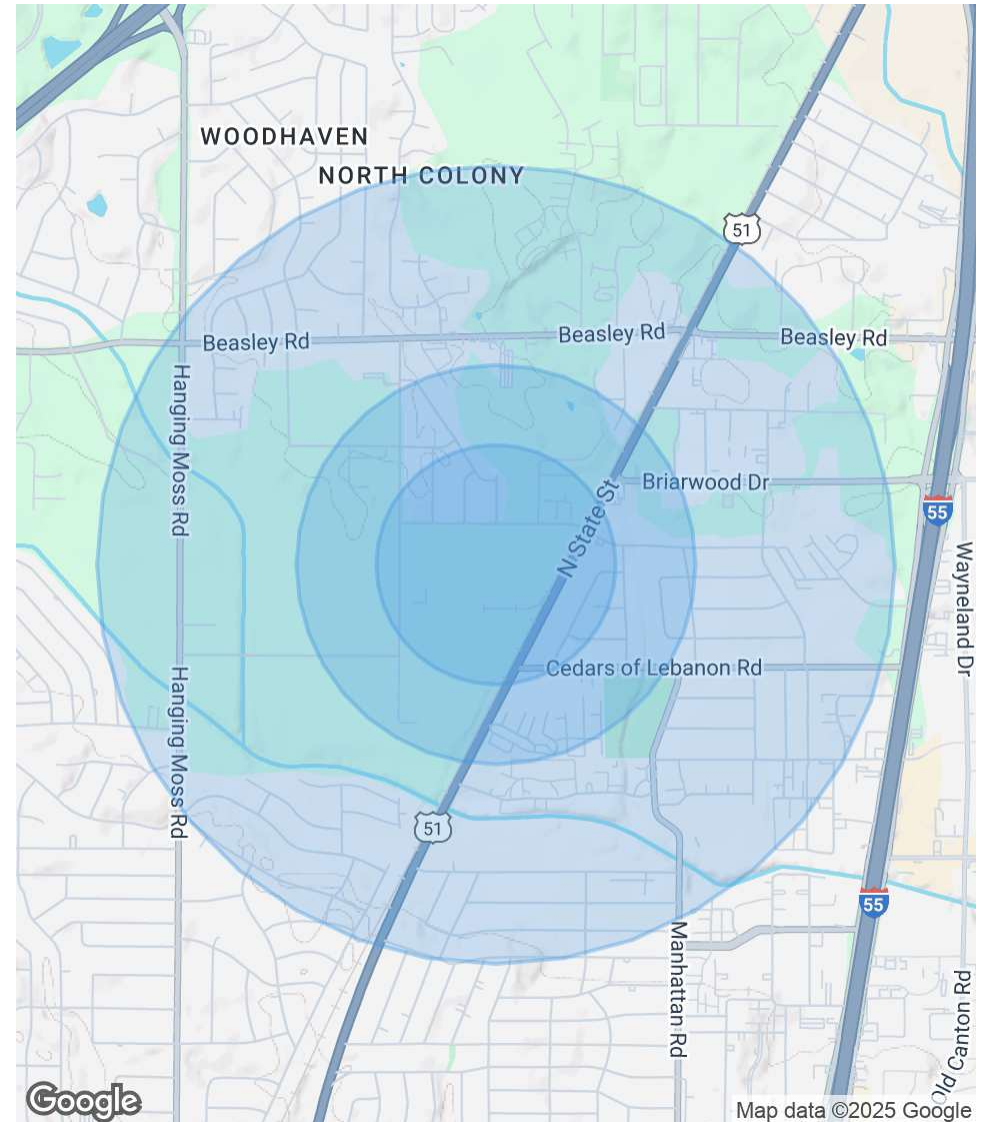 WOODHAVEN
NORTH COLONY
51
Beasley Rd
Beasley Rd
Beasley Rd
Hanging Moss Rd
N State St
Briarwood Dr
55
Wayneland Dr
Cedars of Lebanon Rd
Hanging Moss Rd
51
55
Manhattan Rd
Old Canton Rd
Google
Map data ©2025 Google